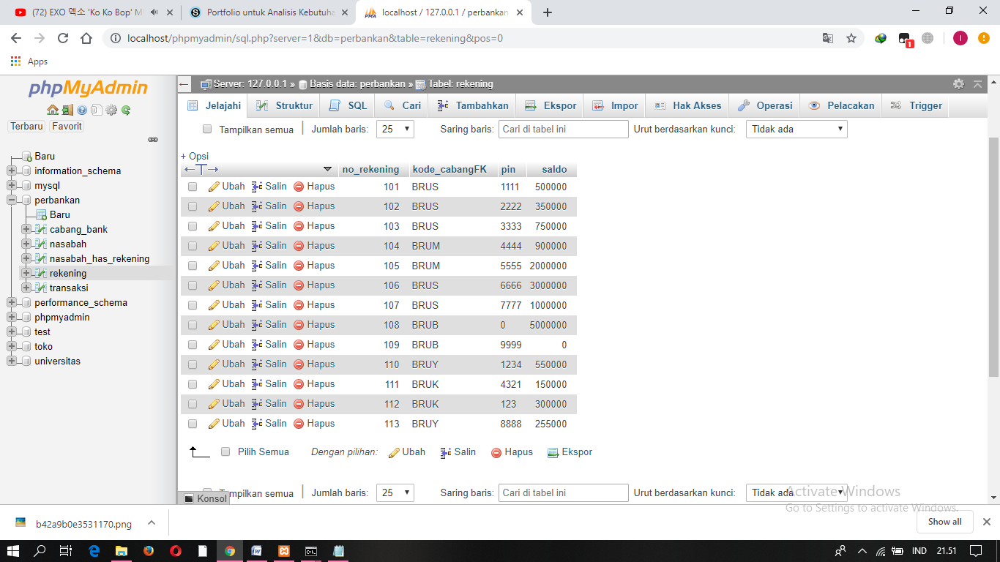 (72) EXO 엑소 'Ko Ko Bop' M
Portfolio untuk Analisis Kebutuha
localhost / 127.0.0.1 / perbankan
localhost/phpmyadmin/sql.php?server=1&db=perbankan&table=rekening&pos=0
1
I
Apps
phpMyAdmin
Terbaru Favorit
Baru
information_schema
mysql
perbankan
Baru
cabang_bank
nasabah
nasabah_has_rekening
rekening
transaksi
performance_schema
phpmyadmin
test
toko
universitas
Server: 127.0.0.1 » Basis data: perbankan » Tabel: rekening
Jelajahi Struktur SQL Cari Tambahkan Ekspor Impor Hak Akses Operasi Pelacakan Trigger
Tampilkan semua Jumlah baris: 25 Saring baris: Cari di tabel ini Urut berdasarkan kunci: Tidak ada
+ Opsi
←T→ no_rekening kode_cabangFK pin saldo
Ubah Salin Hapus 101 BRUS 1111 500000
Ubah Salin Hapus 102 BRUS 2222 350000
Ubah Salin Hapus 103 BRUS 3333 750000
Ubah Salin Hapus 104 BRUM 4444 900000
Ubah Salin Hapus 105 BRUM 5555 2000000
Ubah Salin Hapus 106 BRUS 6666 3000000
Ubah Salin Hapus 107 BRUS 7777 1000000
Ubah Salin Hapus 108 BRUB 0 5000000
Ubah Salin Hapus 109 BRUB 9999 0
Ubah Salin Hapus 110 BRUY 1234 550000
Ubah Salin Hapus 111 BRUK 4321 150000
Ubah Salin Hapus 112 BRUK 123 300000
Ubah Salin Hapus 113 BRUY 8888 255000
Pilih Semua Dengan pilihan: Ubah Salin Hapus Ekspor
Tampilkan semua Jumlah baris: 25 Saring baris: Cari di tabel ini Urut berdasarkan kunci: Tidak ada
Konsol
Activate Windows
Go to Settings to activate Windows.
b42a9b0e3531170.png
Show all
IND 21.51